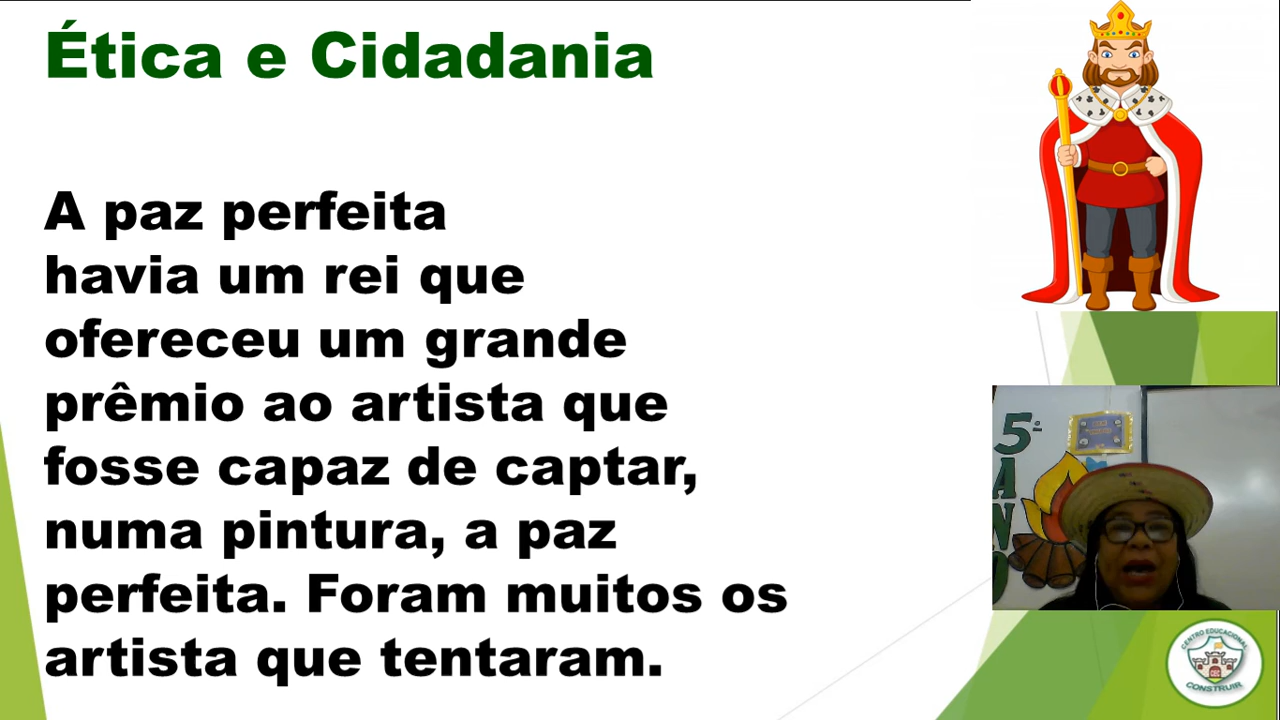 Ética e Cidadania
A paz perfeita
havia um rei que
ofereceu um grande
prêmio ao artista que
fosse capaz de captar,
numa pintura, a paz
perfeita. Foram muitos os
artista que tentaram.
5º
ANO
CENTRO EDUCACIONAL
CONSTRUIR